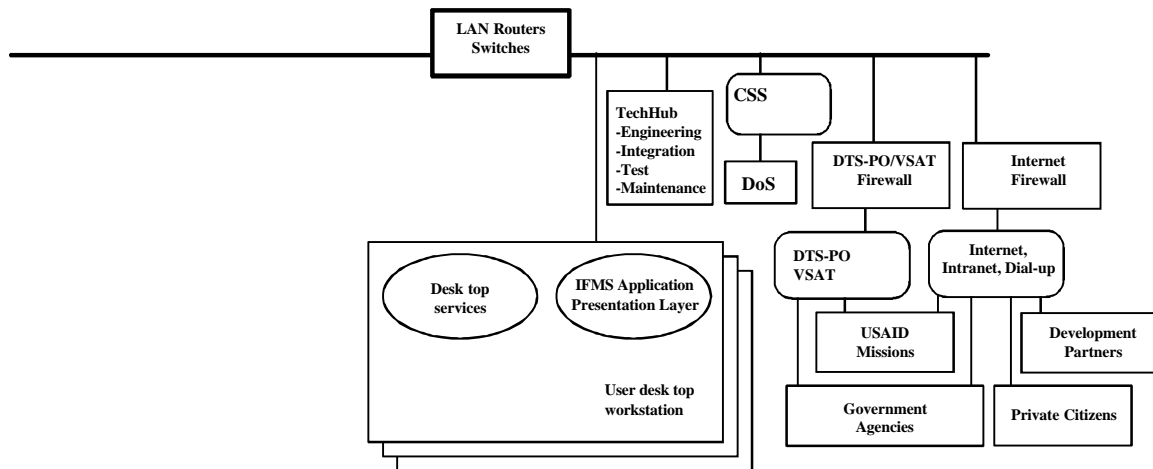 LAN Routers
Switches
TechHub
-Engineering
-Integration
-Test
-Maintenance
CSS
DoS
DTS-PO/VSAT
Firewall
Internet
Firewall
DTS-PO
VSAT
Internet,
Intranet, Dial-up
Desk top
services
IFMS Application
Presentation Layer
User desk top
workstation
USAID
Missions
Development
Partners
Government
Agencies
Private Citizens